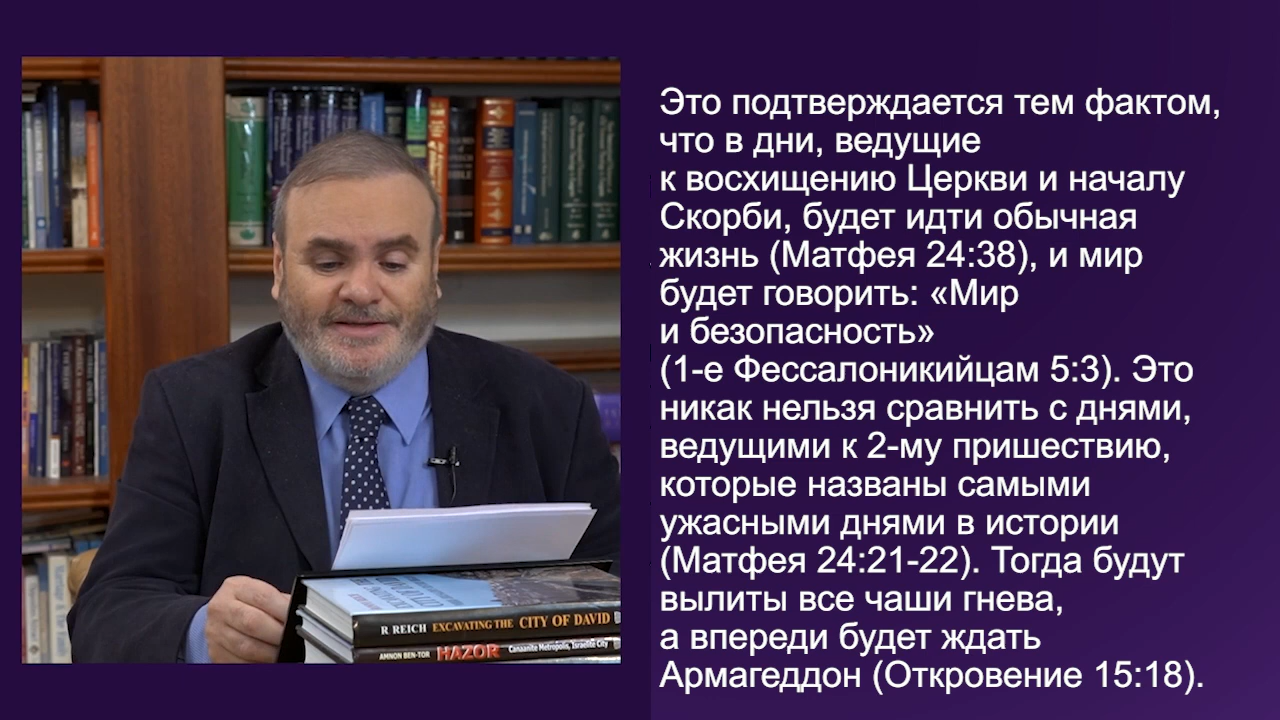 Это подтверждается тем фактом,
что в дни, ведущие
к восхищению Церкви и началу
Скорби, будет идти обычная
жизнь (Матфея 24:38), и мир
будет говорить: «Мир
и безопасность»
(1-е Фессалоникийцам 5:3). Это
никак нельзя сравнить с днями,
ведущими к 2-му пришествию,
которые названы самыми
ужасными днями в истории
(Матфея 24:21-22). Тогда будут
вылиты все чаши гнева,
а впереди будет ждать
Армагеддон (Откровение 15:18).
R REICH EXCAVATING THE CITY OF DAVID
AMNON BEN-TOR HAZOR Canaanite Metropolis, Israelite City